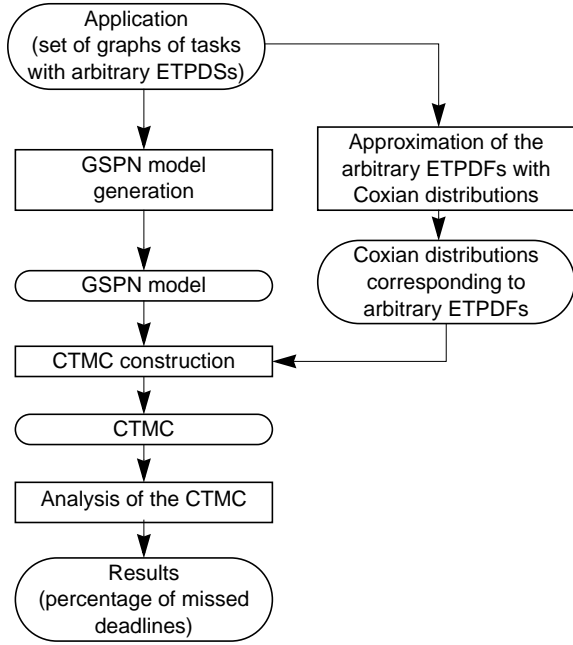 Application
(set of graphs of tasks
with arbitrary ETPDSs)
GSPN model
generation
Approximation of the
arbitrary ETPDFs with
Coxian distributions
GSPN model
Coxian distributions
corresponding to
arbitrary ETPDFs
CTMC construction
CTMC
Analysis of the CTMC
Results
(percentage of missed
deadlines)